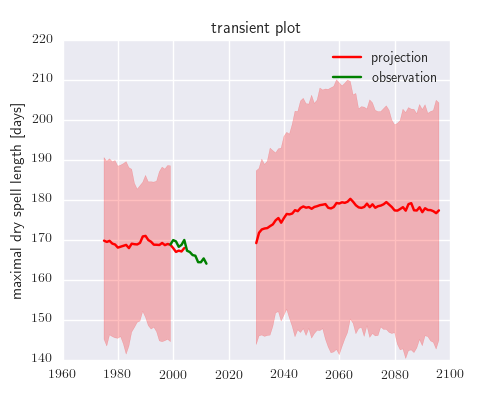 transient plot
220
210
200
190
180
170
160
150
140
maximal dry spell length [days]
projection
observation
1960 1980 2000 2020 2040 2060 2080 2100